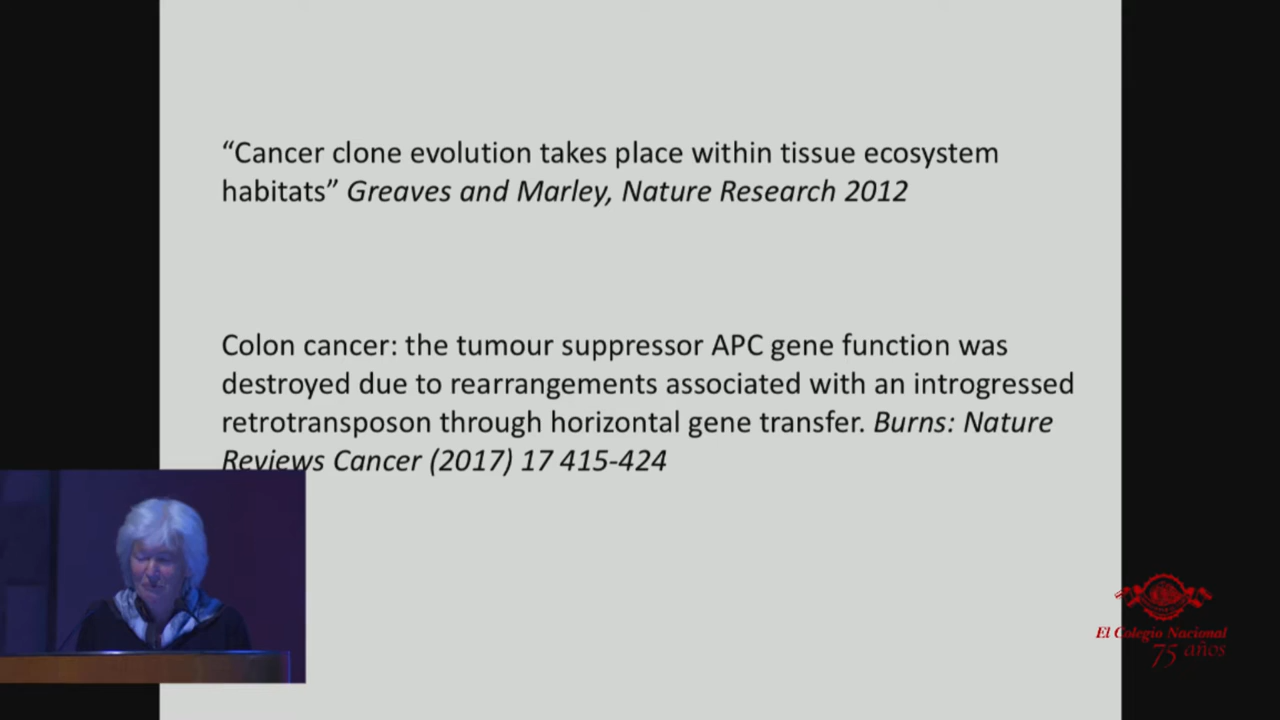 “Cancer clone evolution takes place within tissue ecosystem
habitats” Greaves and Marley, Nature Research 2012
Colon cancer: the tumour suppressor APC gene function was
destroyed due to rearrangements associated with an introgressed
retrotransposon through horizontal gene transfer. Burns: Nature
Reviews Cancer (2017) 17 415-424
El Colegio Nacional
75 años